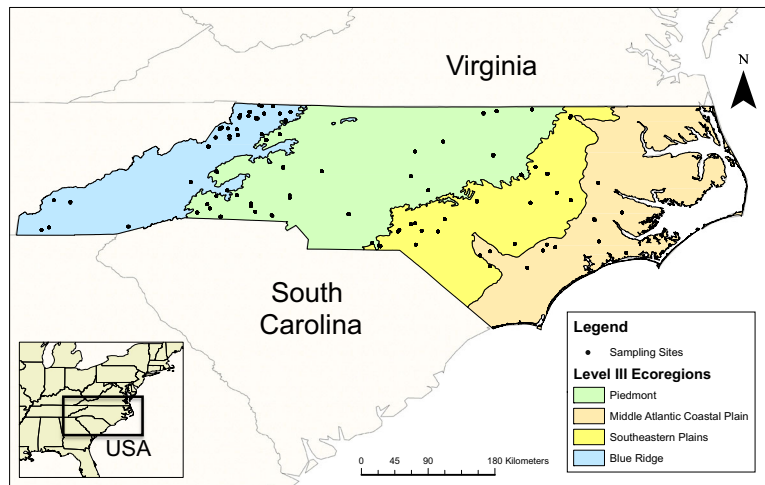 Virginia
N
South
Carolina
USA
Legend
Sampling Sites
Level III Ecoregions
Piedmont
Middle Atlantic Coastal Plain
Southeastern Plains
Blue Ridge
0 45 90 180 Kilometers